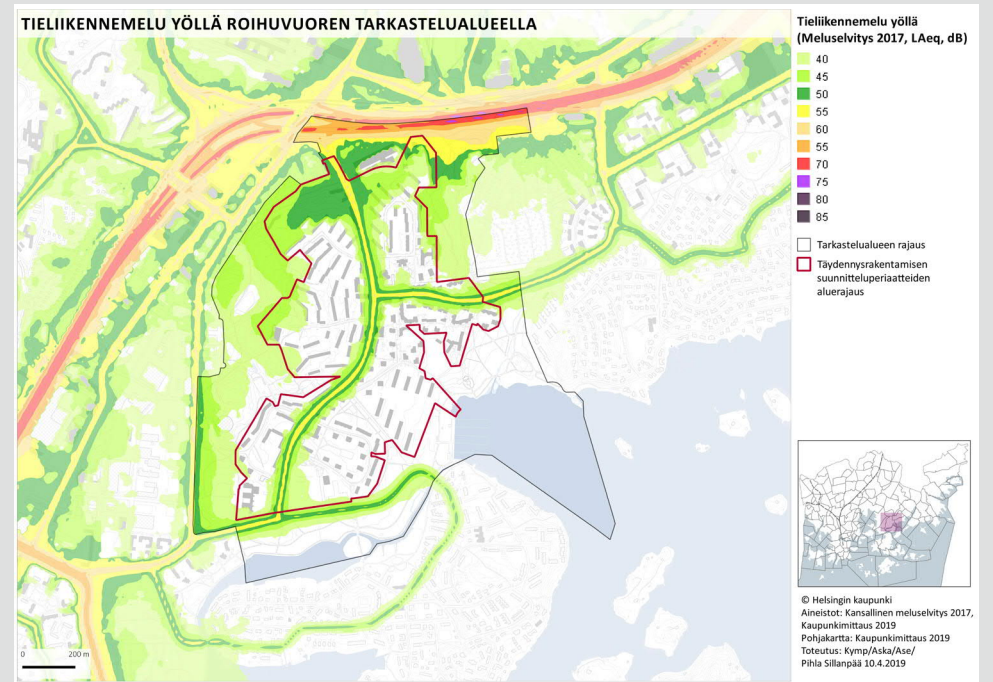 TIELIIKENNEMELU YÖLLÄ ROIHUVUOREN TARKASTELUALUEELLA
Tieliikennemelu yöllä
(Meluselvitys 2017, LAeq, dB)
40
45
50
55
60
55
70
75
80
85
Tarkastelualueen rajaus
Täydennysrakentamisen
suunnitteluperiaatteiden
aluerajaus
0 200 m
© Helsingin kaupunki
Aineistot: Kansallinen meluselvitys 2017,
Kaupunkimittaus 2019
Pohjakartta: Kaupunkimittaus 2019
Toteutus: Kymp/Aska/Ase/
Pihla Sillanpää 10.4.2019